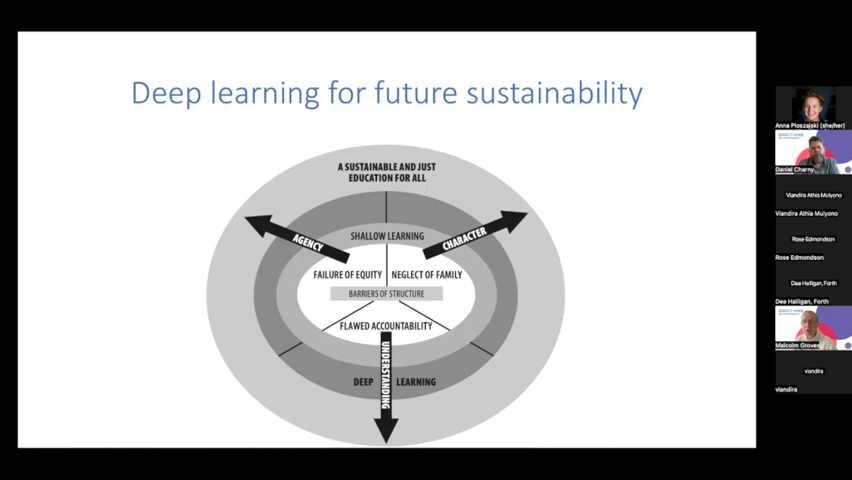 Deep learning for future sustainability
A SUSTAINABLE AND JUST
EDUCATION FOR ALL
SHALLOW LEARNING
AGENCY
CHARACTER
FAILURE OF EQUITY
NEGLECT OF FAMILY
BARRIERS OF STRUCTURE
FLAWED ACCOUNTABILITY
UNDERSTANDING
DEEP LEARNING
Anna Ploszajski (she/her)
Daniel Charny
Viandira Athia Mulyono
Viandira Athia Mulyono
Rose Edmondson
Rose Edmondson
Dee Halligan, Forth
Dee Halligan, Forth
Malcolm Groves
viandira
viandira